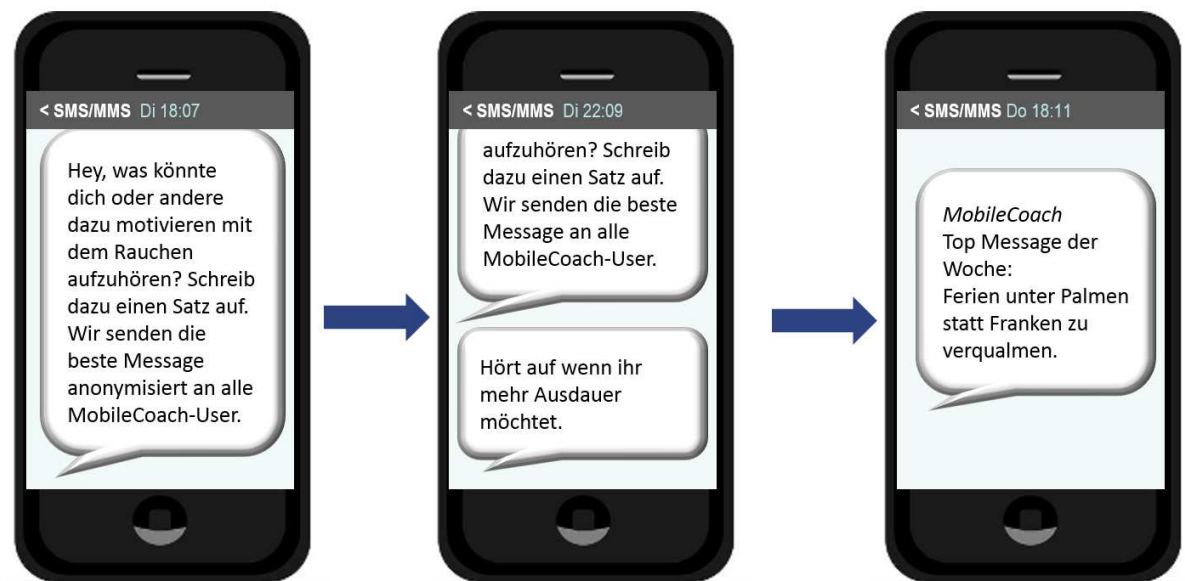 < SMS/MMS Di 18:07
Hey, was könnte
dich oder andere
dazu motivieren mit
dem Rauchen
aufzuhören? Schreib
dazu einen Satz auf.
Wir senden die
beste Message
anonymisiert an alle
MobileCoach-User.
< SMS/MMS Di 22:09
aufzuhören? Schreib
dazu einen Satz auf.
Wir senden die beste
Message an alle
MobileCoach-User.
Hört auf wenn ihr
mehr Ausdauer
möchtet.
< SMS/MMS Do 18:11
MobileCoach
Top Message der
Woche:
Ferien unter Palmen
statt Franken zu
verqualmen.